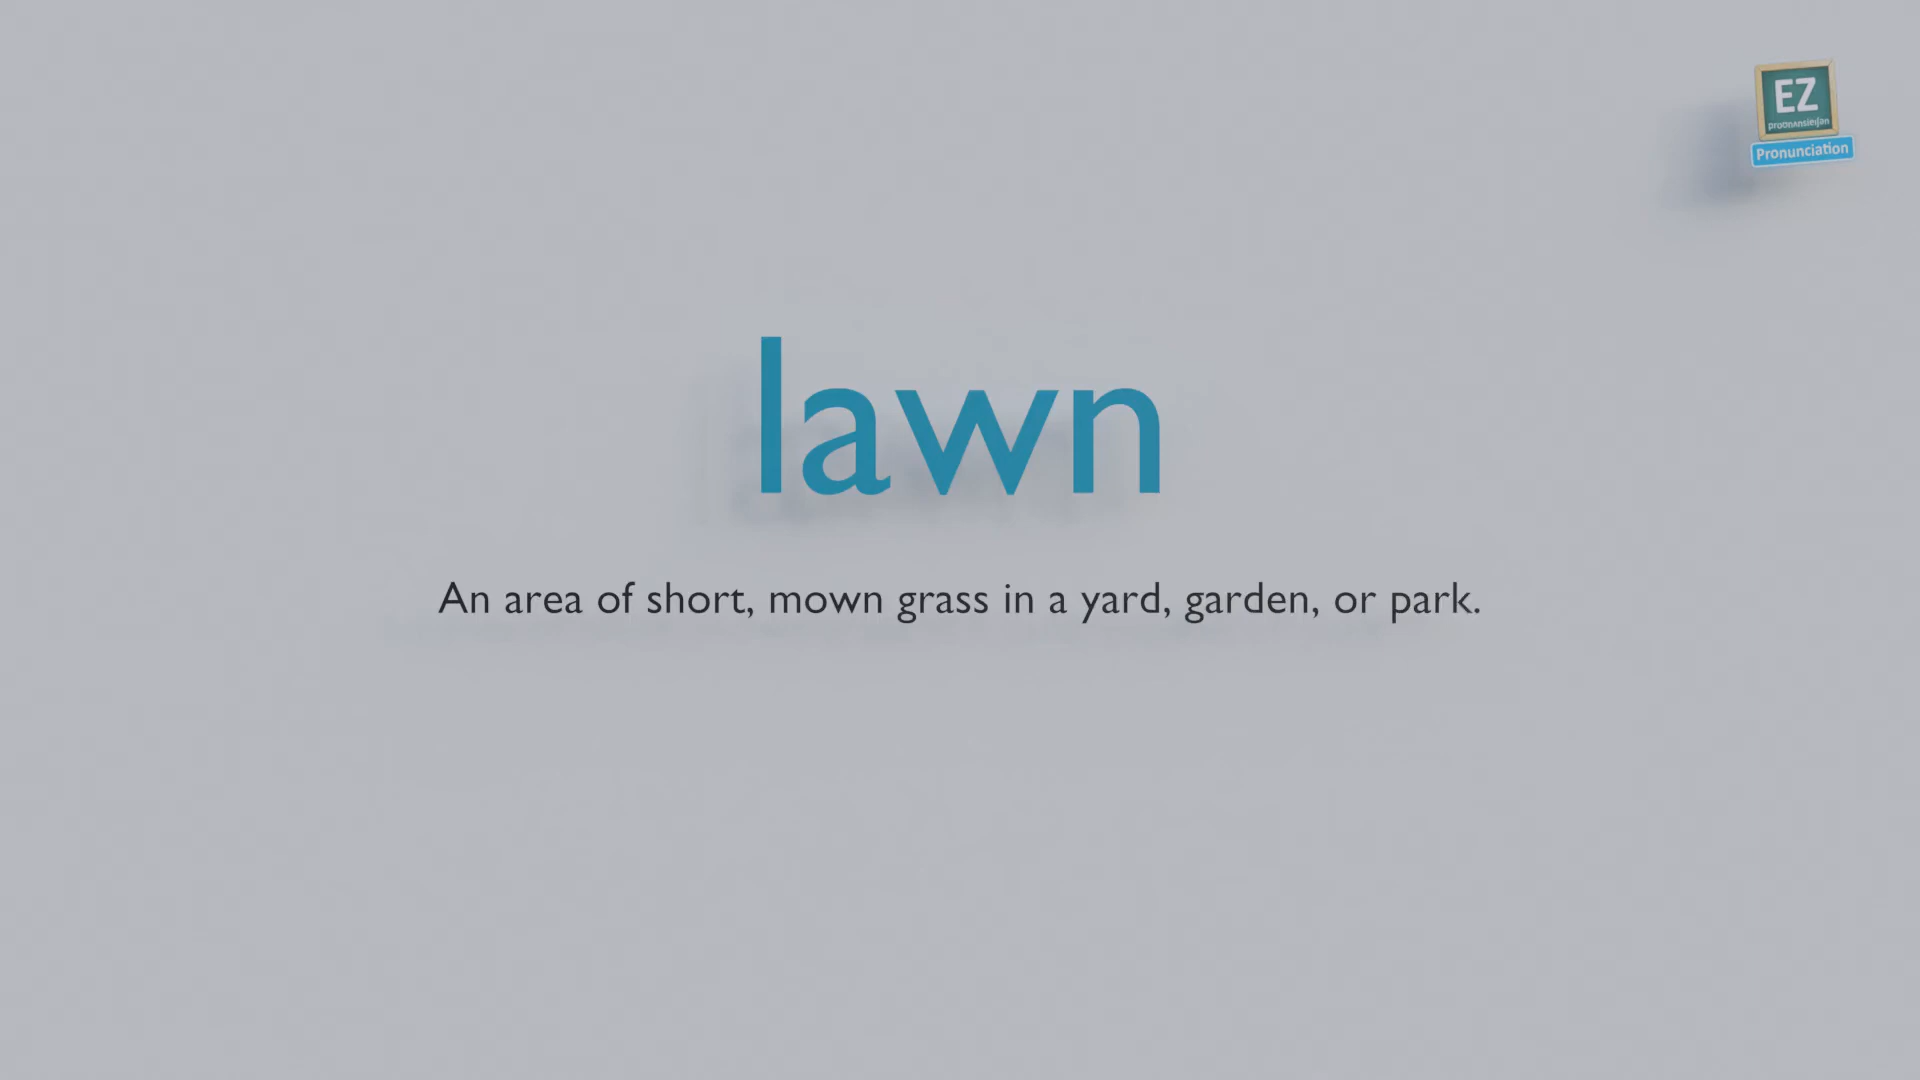 EZ
Pronunciation
lawn
An area of short, mown grass in a yard, garden, or park.